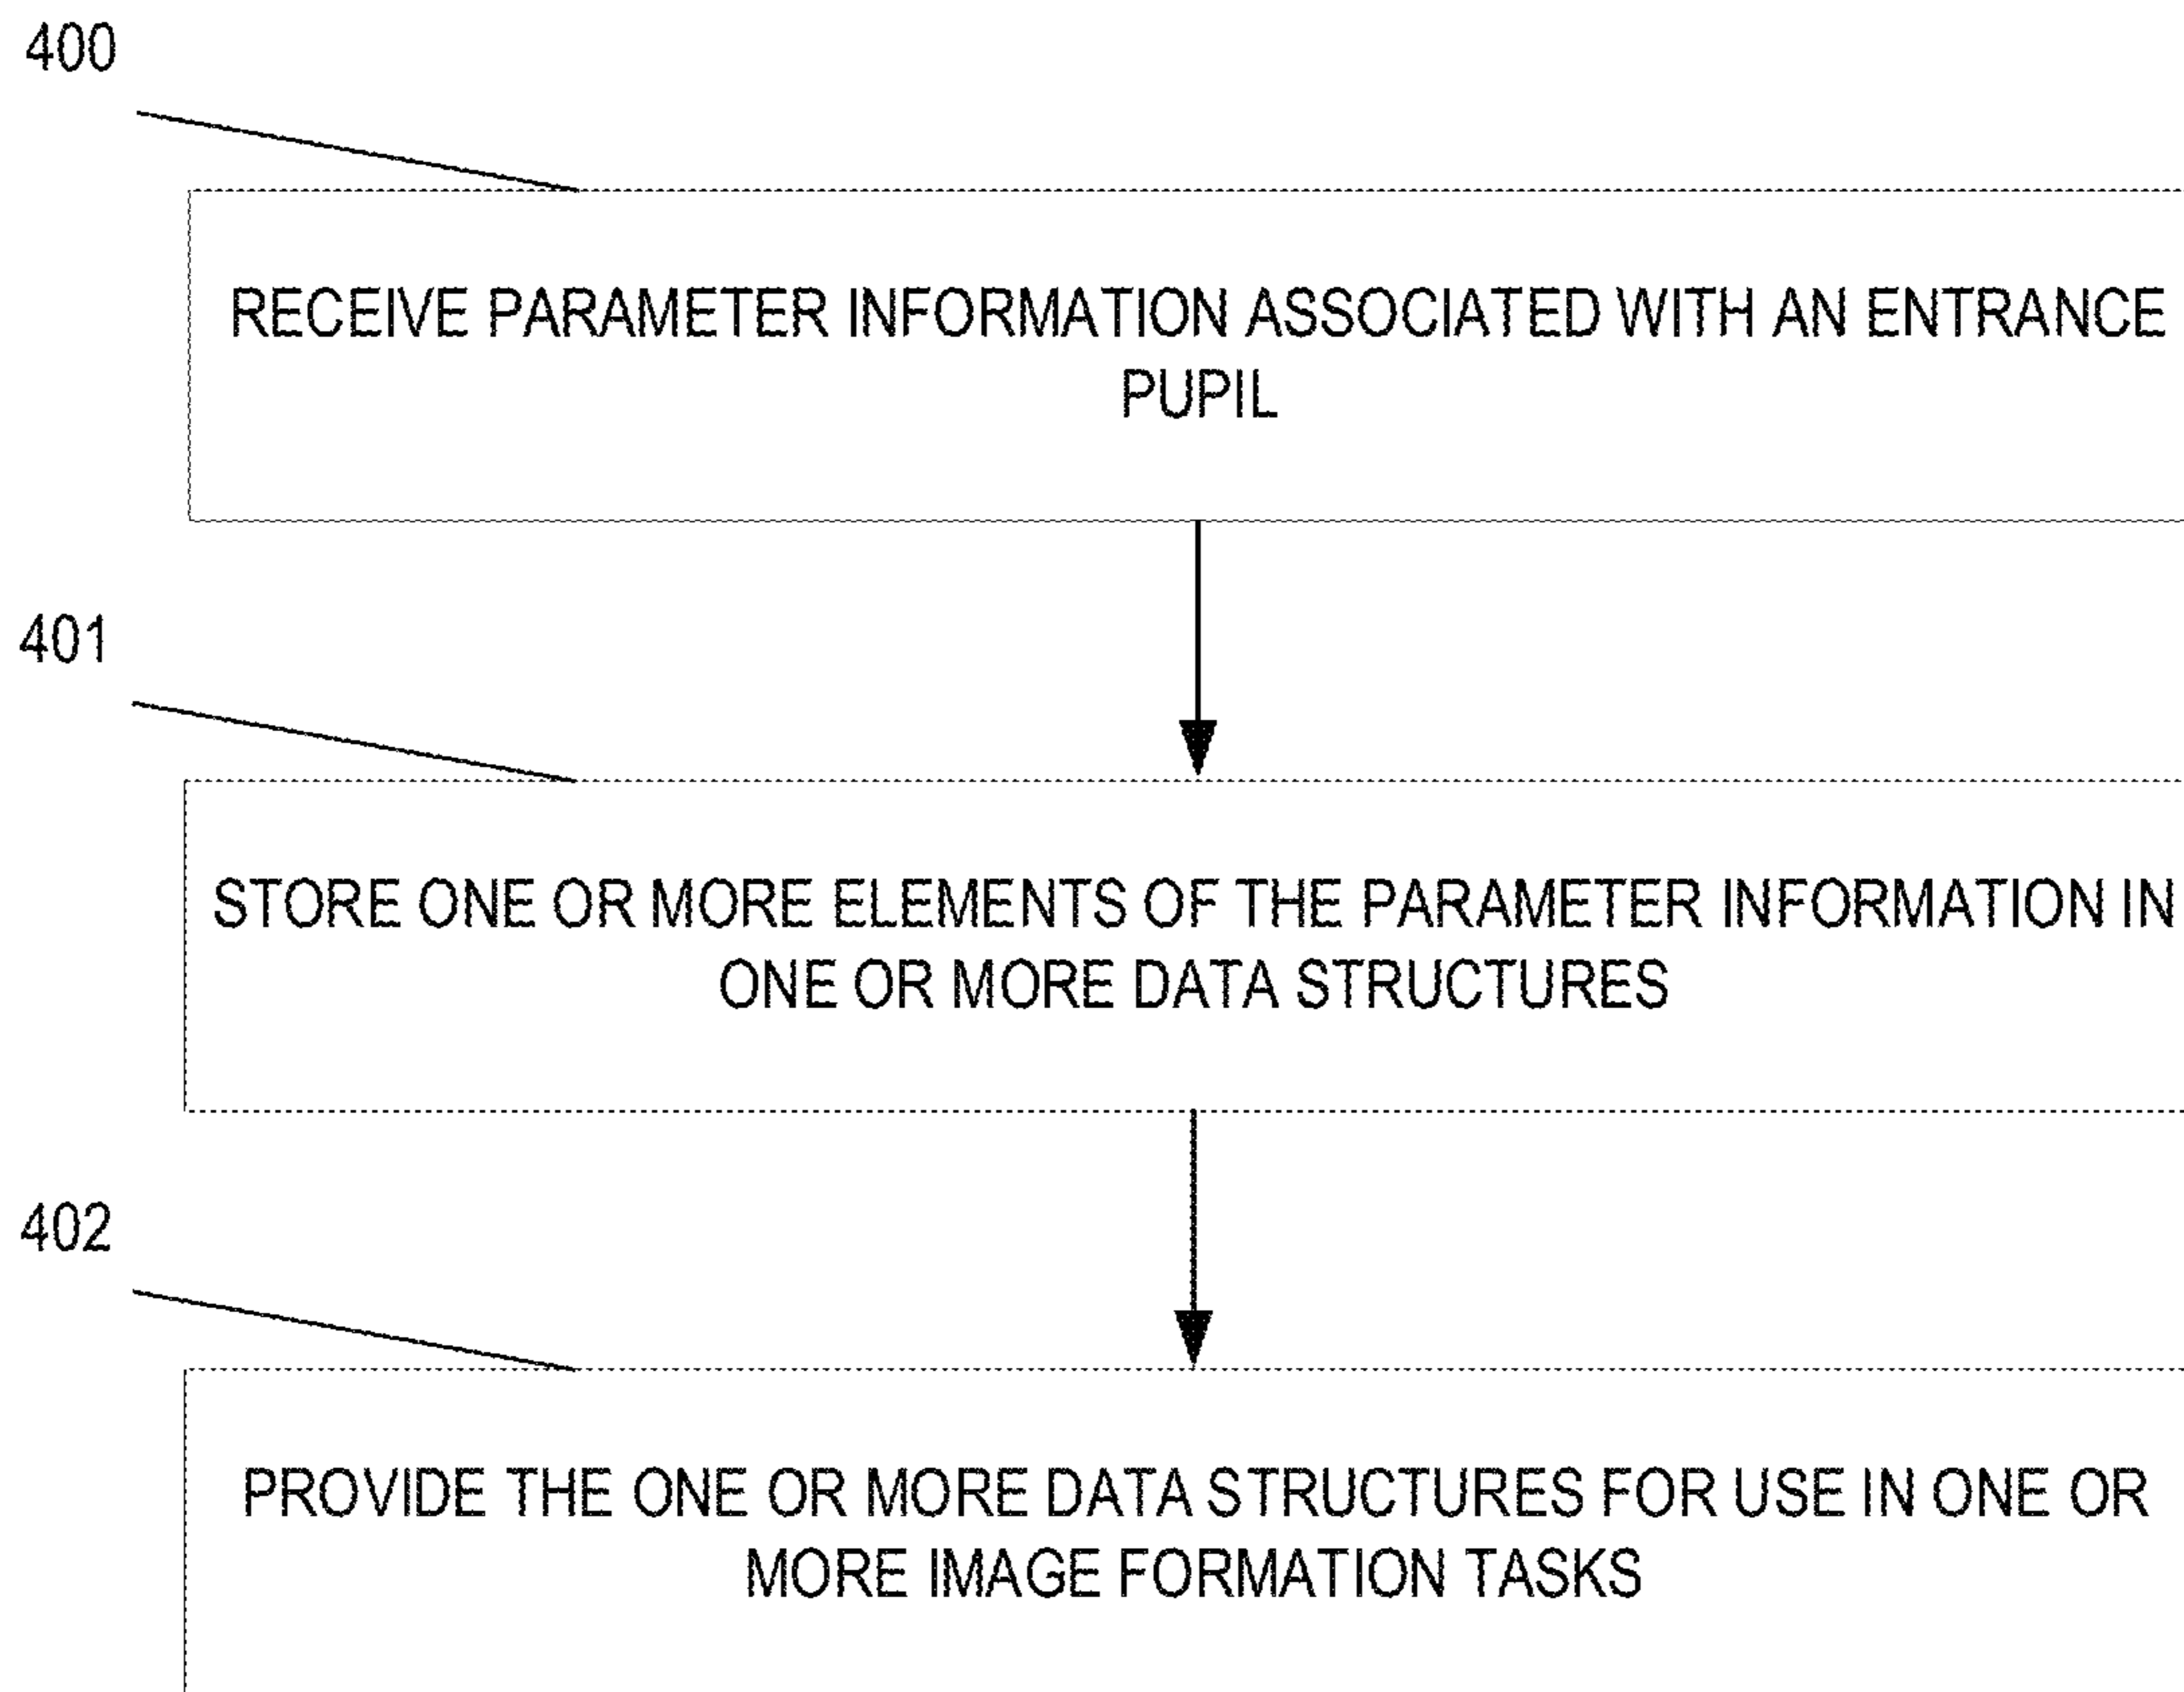 400
RECEIVE PARAMETER INFORMATION ASSOCIATED WITH AN ENTRANCE
PUPIL
401
STORE ONE OR MORE ELEMENTS OF THE PARAMETER INFORMATION IN
ONE OR MORE DATA STRUCTURES
402
PROVIDE THE ONE OR MORE DATA STRUCTURES FOR USE IN ONE OR
MORE IMAGE FORMATION TASKS